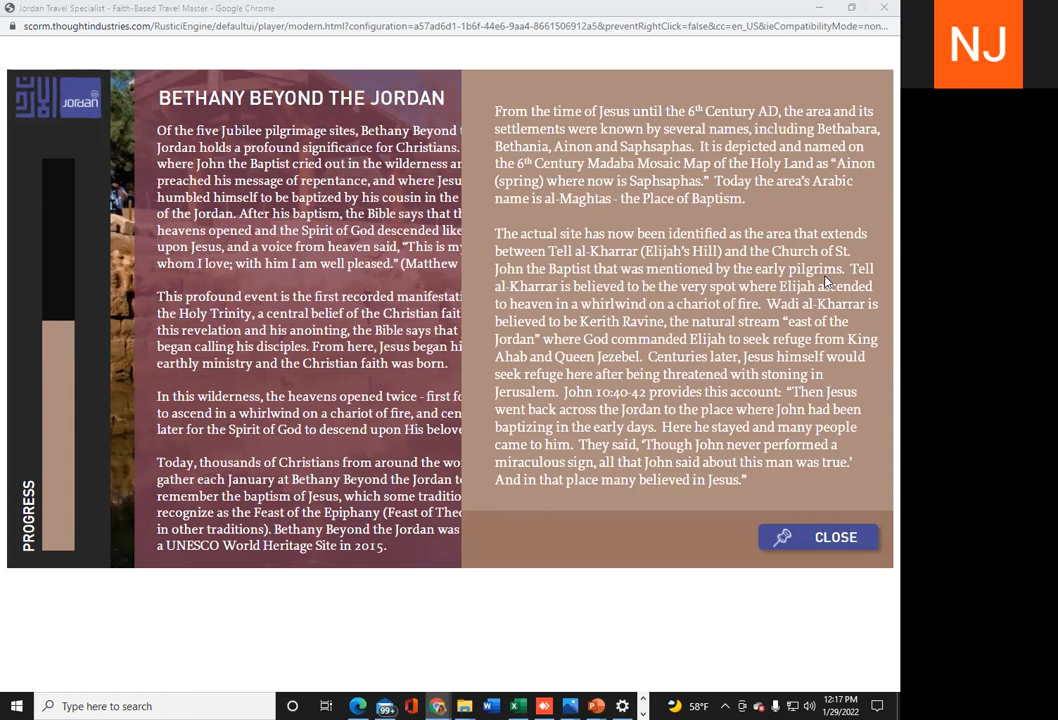 Jordan Travel Specialist - Faith-Based Travel Master - Google Chrome
scorm.thoughtindustries.com/RusticiEngine/defaultui/player/modern.html?configuration=a57ad6d1-1b6f-44e6-9aa4-8661506912a5&preventRightClick=false&cc=en_US&ieCompatibilityMode=non...
NJ
Jordan
PROGRESS
BETHANY BEYOND THE JORDAN
Of the five Jubilee pilgrimage sites, Bethany Beyond
Jordan holds a profound significance for Christians.
where John the Baptist cried out in the wilderness
preached his message of repentance, and where
humbled himself to be baptized by his cousin in the
of the Jordan. After his baptism, the Bible says that
heavens opened and the Spirit of God descended
upon Jesus, and a voice from heaven said, “This is
whom I love; with him I am well pleased.” (Matthew
This profound event is the first recorded
the Holy Trinity, a central belief of the Christian
this revelation and his anointing, the Bible says that
began calling his disciples. From here, Jesus began
earthly ministry and the Christian faith was born.
In this wilderness, the heavens opened twice - first
to ascend in a whirlwind on a chariot of fire, and
later for the Spirit of God to descend upon His
Today, thousands of Christians from around the
gather each January at Bethany Beyond the Jordan
remember the baptism of Jesus, which some
recognize as the Feast of the Epiphany (Feast of
in other traditions). Bethany Beyond the Jordan was
a UNESCO World Heritage Site in 2015.
From the time of Jesus until the 6th Century AD, the area and its
settlements were known by several names, including Bethabara,
Bethania, Ainon and Saphsaphas. It is depicted and named on
the 6th Century Madaba Mosaic Map of the Holy Land as “Ainon
(spring) where now is Saphsaphas.” Today the area’s Arabic
name is al-Maghtas - the Place of Baptism.
The actual site has now been identified as the area that extends
between Tell al-Kharrar (Elijah’s Hill) and the Church of St.
John the Baptist that was mentioned by the early pilgrims. Tell
al-Kharrar is believed to be the very spot where Elijah ascended
to heaven in a whirlwind on a chariot of fire. Wadi al-Kharrar is
believed to be Kerith Ravine, the natural stream “east of the
Jordan” where God commanded Elijah to seek refuge from King
Ahab and Queen Jezebel. Centuries later, Jesus himself would
seek refuge here after being threatened with stoning in
Jerusalem. John 10:40-42 provides this account: “Then Jesus
went back across the Jordan to the place where John had been
baptizing in the early days. Here he stayed and many people
came to him. They said, ‘Though John never performed a
miraculous sign, all that John said about this man was true.’
And in that place many believed in Jesus.”
CLOSE
Type here to search
99+
58°F
12:17 PM
1/29/2022